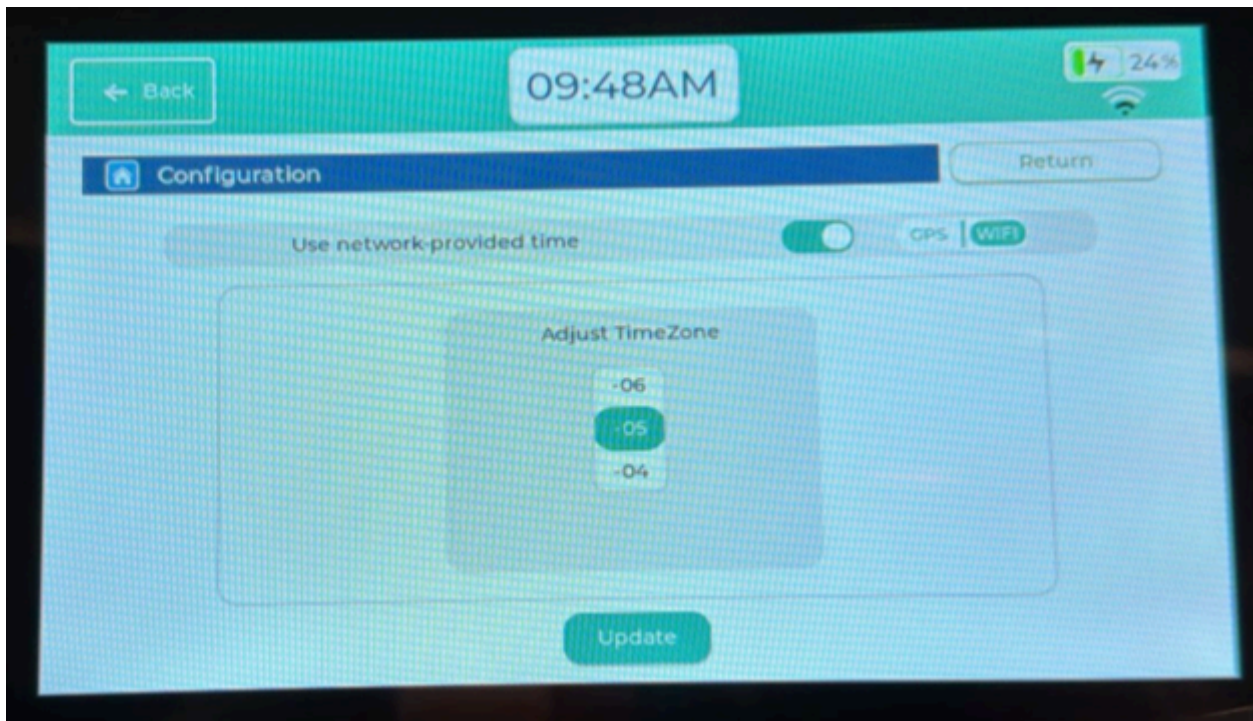 ← Back
09:48AM
24%
Configuration
Return
Use network-provided time
GPS | WIFI
Adjust TimeZone
-06
-05
-04
Update